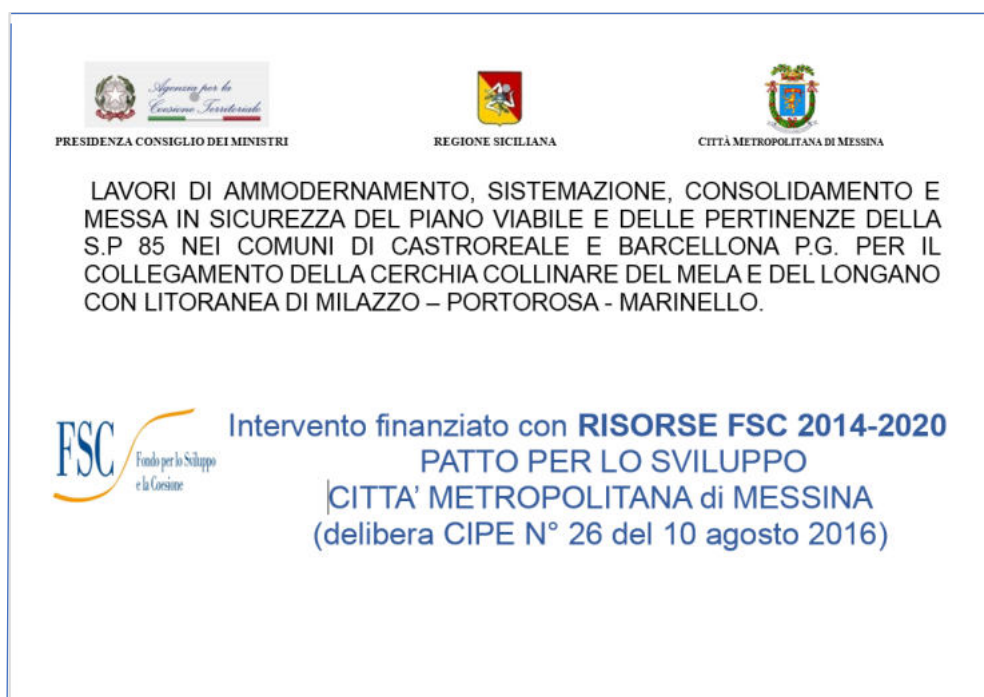 Agenzia per la
Coesione Territoriale
PRESIDENZA CONSIGLIO DEI MINISTRI
REGIONE SICILIANA
CITTÀ METROPOLITANA DI MESSINA
LAVORI DI AMMODERNAMENTO, SISTEMAZIONE, CONSOLIDAMENTO E
MESSA IN SICUREZZA DEL PIANO VIABILE E DELLE PERTINENZE DELLA
S.P 85 NEI COMUNI DI CASTROREALE E BARCELLONA P.G. PER IL
COLLEGAMENTO DELLA CERCHIA COLLINARE DEL MELA E DEL LONGANO
CON LITORANEA DI MILAZZO – PORTOROSA - MARINELLO.
FSC
Fondo per lo Sviluppo
e la Coesione
Intervento finanziato con RISORSE FSC 2014-2020
PATTO PER LO SVILUPPO
CITTA’ METROPOLITANA di MESSINA
(delibera CIPE N° 26 del 10 agosto 2016)